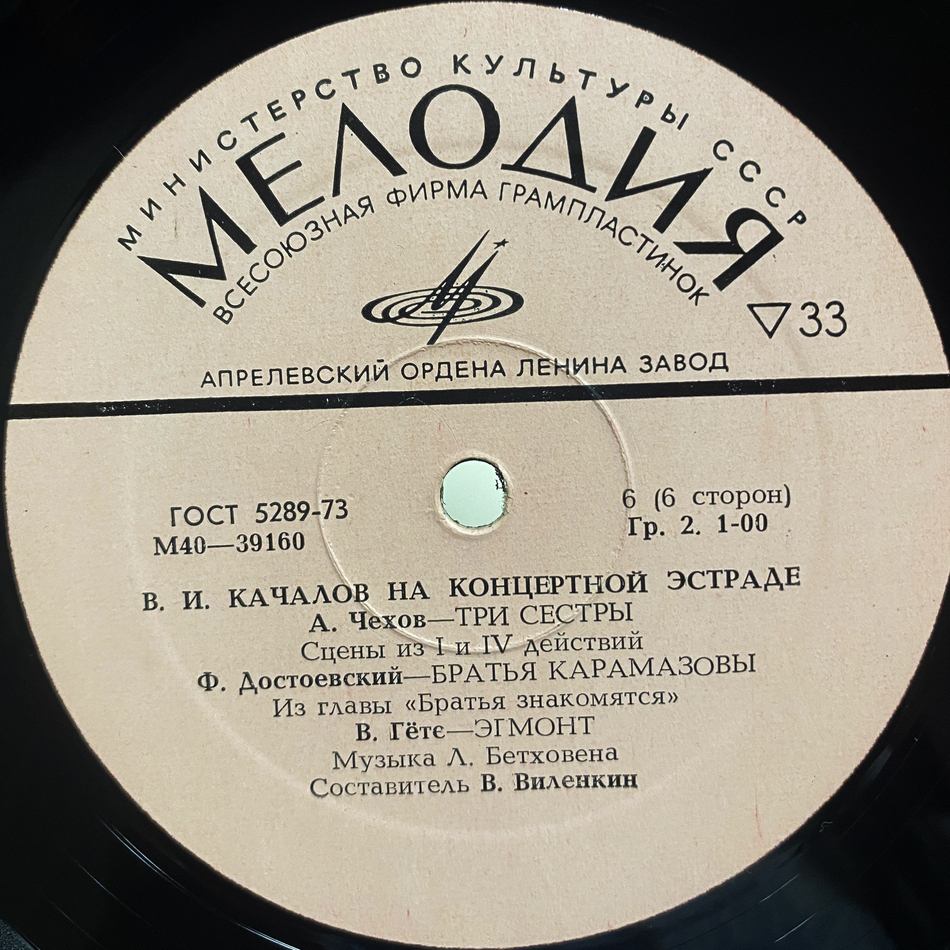 МИНИСТЕРСТВО КУЛЬТУРЫ СССР
МЕЛОДИЯ
ВСЕСОЮЗНАЯ ФИРМА ГРАМПЛАСТИНОК
▽33
АПРЕЛЕВСКИЙ ОРДЕНА ЛЕНИНА ЗАВОД
ГОСТ 5289-73
М40—39160
6 (6 сторон)
Гр. 2. 1-00
В. И. КАЧАЛОВ НА КОНЦЕРТНОЙ ЭСТРАДЕ
А. Чехов—ТРИ СЕСТРЫ
Сцены из I и IV действий
Ф. Достоевский—БРАТЬЯ КАРАМАЗОВЫ
Из главы «Братья знакомятся»
В. Гёте—ЭГМОНТ
Музыка Л. Бетховена
Составитель В. Виленкин